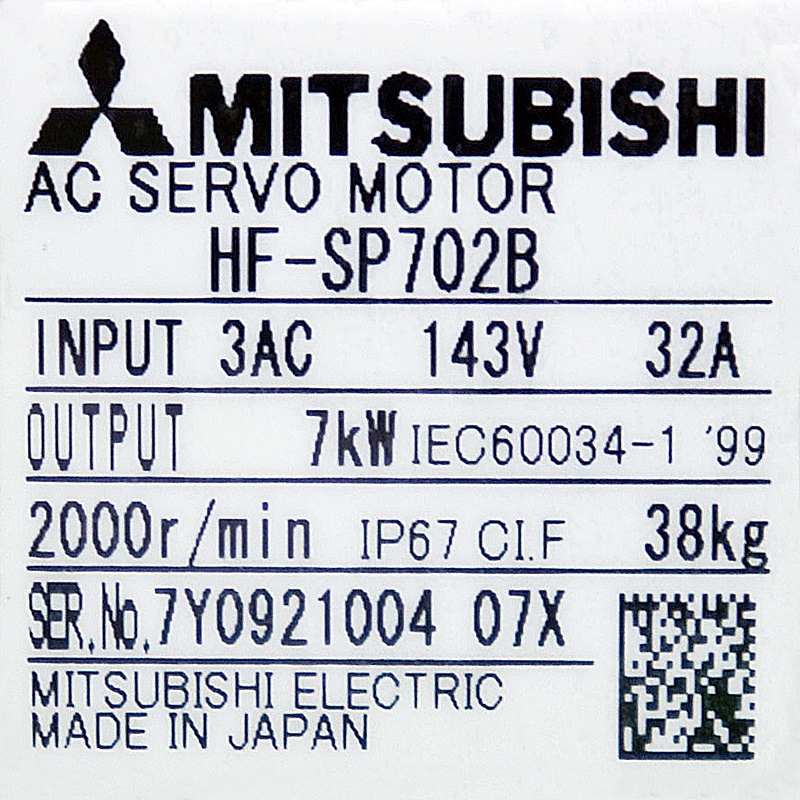 MITSUBISHI
AC SERVO MOTOR
HF-SP702B
INPUT 3AC 143V 32A
OUTPUT 7kW IEC60034-1 '99
2000r/min IP67 CI.F 38kg
SER.No.7Y0921004 07X
MITSUBISHI ELECTRIC
MADE IN JAPAN